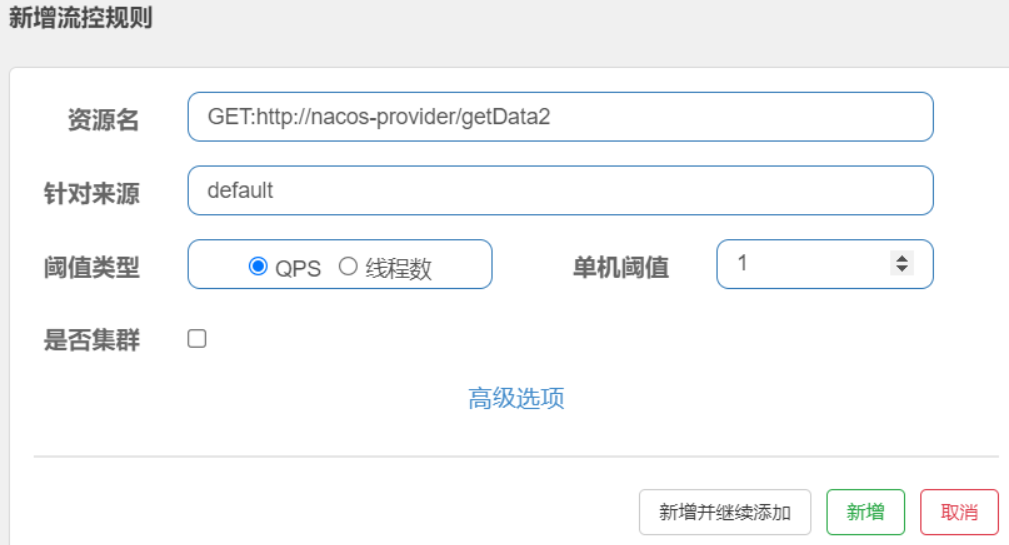 新增流控规则
资源名 GET:http://nacos-provider/getData2
针对来源 default
阈值类型 QPS 线程数 单机阈值 1
是否集群
高级选项
新增并继续添加 新增 取消